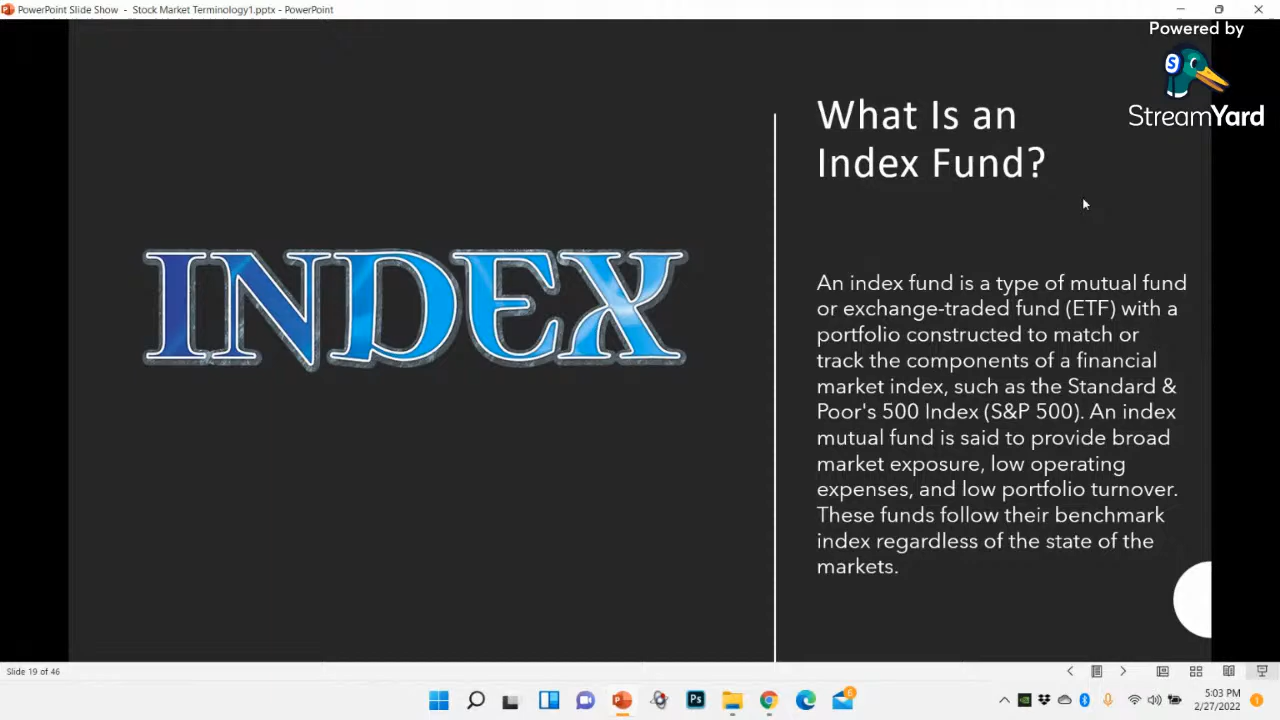 PowerPoint Slide Show - Stock Market Terminology1.pptx - PowerPoint
Powered by
S
StreamYard
What Is an
Index Fund?
INDEX
An index fund is a type of mutual fund
or exchange-traded fund (ETF) with a
portfolio constructed to match or
track the components of a financial
market index, such as the Standard &
Poor's 500 Index (S&P 500). An index
mutual fund is said to provide broad
market exposure, low operating
expenses, and low portfolio turnover.
These funds follow their benchmark
index regardless of the state of the
markets.
Slide 19 of 46
Ps
6
5:03 PM
2/27/2022
1